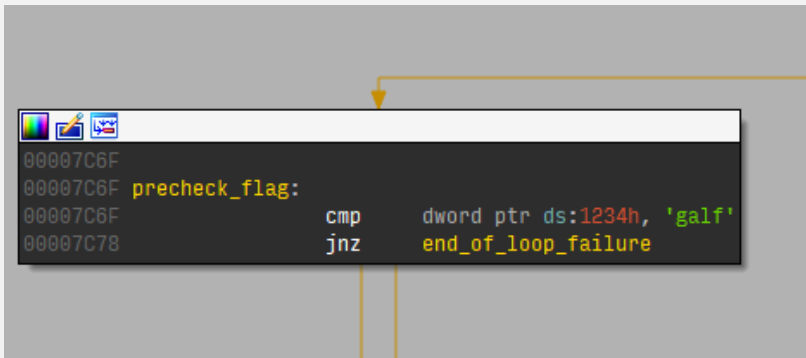 00007C6F
00007C6F precheck_flag:
00007C6F cmp dword ptr ds:1234h, 'galf'
00007C78 jnz end_of_loop_failure